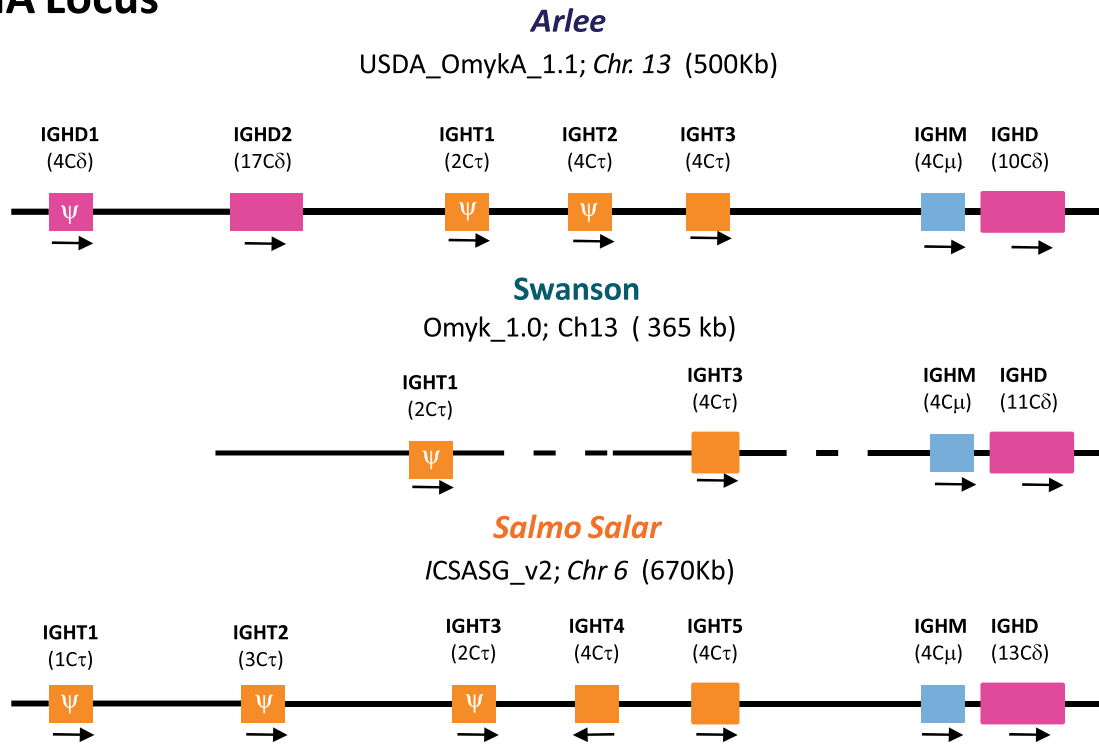 Locus
Arlee
USDA_OmykA_1.1; Chr. 13 (500Kb)
IGHD1 IGHD2 IGHT1 IGHT2 IGHT3 IGHM IGHD
(4Cδ) (17Cδ) (2Cτ) (4Cτ) (4Cτ) (4Cμ) (10Cδ)
ψ ψ ψ
Swanson
Omyk_1.0; Ch13 ( 365 kb)
IGHT1 IGHT3 IGHM IGHD
(2Cτ) (4Cτ) (4Cμ) (11Cδ)
ψ
Salmo Salar
ICSASG_v2; Chr 6 (670Kb)
IGHT1 IGHT2 IGHT3 IGHT4 IGHT5 IGHM IGHD
(1Cτ) (3Cτ) (2Cτ) (4Cτ) (4Cτ) (4Cμ) (13Cδ)
ψ ψ ψ